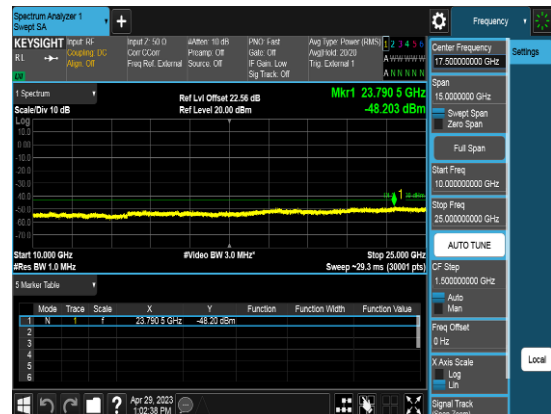 Spectrum Analyzer 1
Swept SA
+
Frequency
KEYSIGHT
RL
Input: RF
Coupling: DC
Align: Off
Input Z: 50 Ω
Corr CCorr
Freq Ref: External
#Atten: 10 dB
Preamp: Off
Source: Off
PNO: Fast
Gate: Off
IF Gain: Low
Sig Track: Off
Avg Type: Power (RMS)
Avg|Hold: 20/20
Trig: External 1
1 2 3 4 5 6
A W W W W W
A N N N N N
1 Spectrum
Scale/Div 10 dB
Log
Ref Lvl Offset 22.56 dB
Ref Level 20.00 dBm
Mkr1 23.790 5 GHz
-48.203 dBm
10.0
0.00
-10.0
-20.0
-30.0
-40.0
-50.0
-60.0
-70.0
1
Start 10.000 GHz
#Res BW 1.0 MHz
#Video BW 3.0 MHz*
Stop 25.000 GHz
Sweep ~29.3 ms (30001 pts)
5 Marker Table
Mode Trace Scale X Y Function Function Width Function Value
1 N 1 f 23.790 5 GHz -48.20 dBm
2
3
4
5
6
?
Apr 29, 2023
1:02:38 PM
Center Frequency
17.500000000 GHz
Settings
Span
15.0000000 GHz
Swept Span
Zero Span
Full Span
Start Freq
10.000000000 GHz
Stop Freq
25.000000000 GHz
AUTO TUNE
CF Step
1.500000000 GHz
Auto
Man
Freq Offset
0 Hz
X Axis Scale
Log
Lin
Local
Signal Track
(Span Zoom)